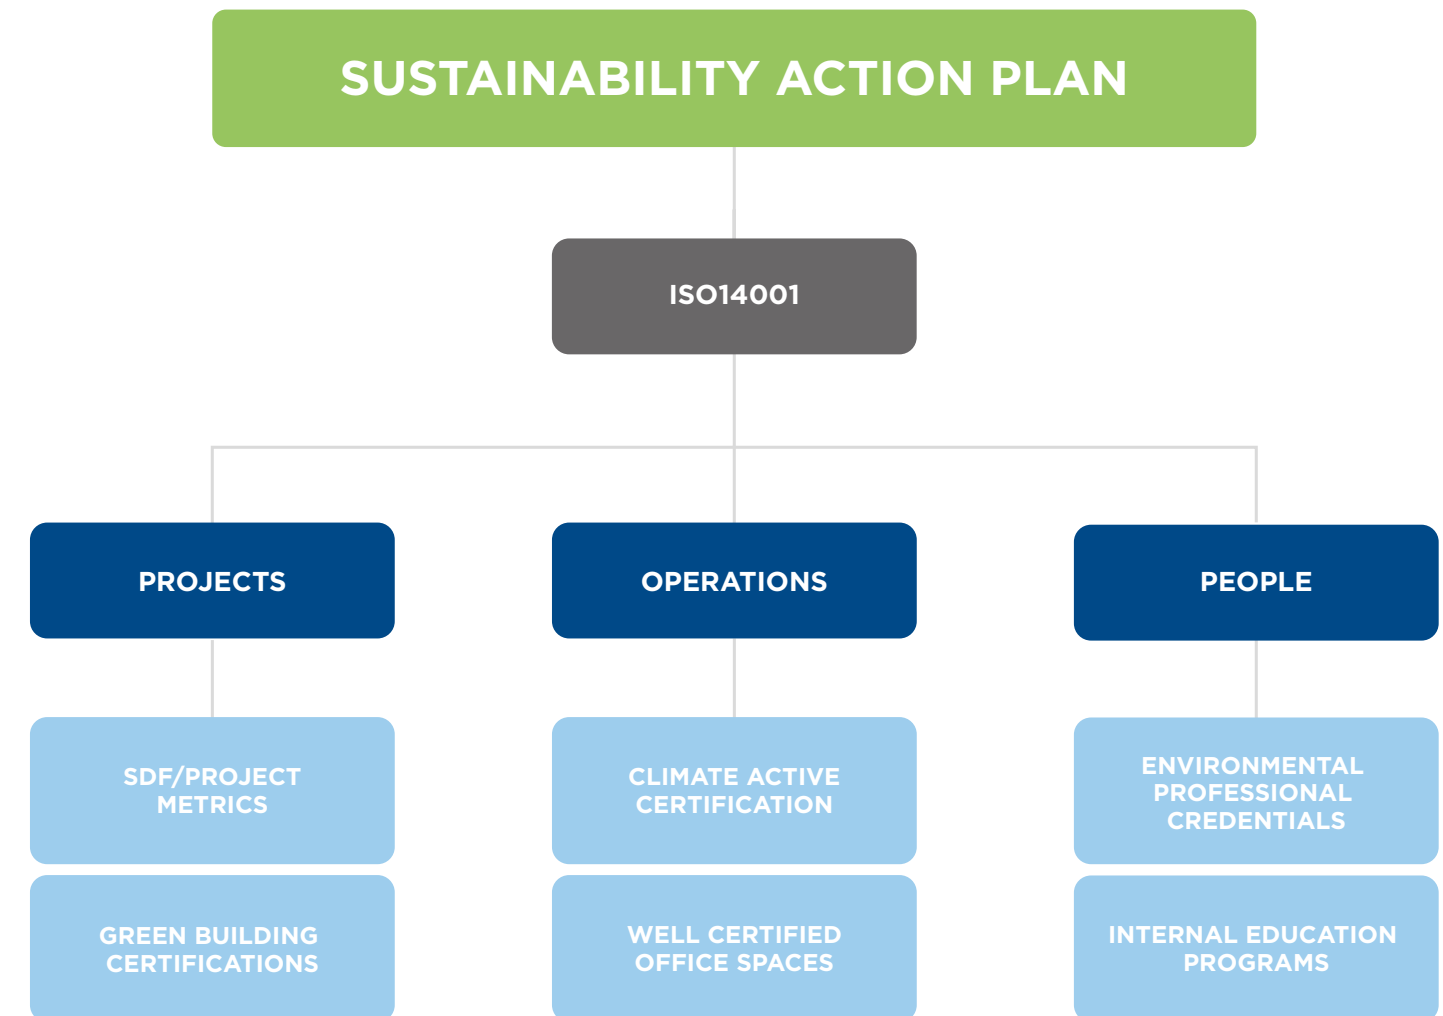 SUSTAINABILITY ACTION PLAN
ISO14001
PROJECTS
OPERATIONS
PEOPLE
SDF/PROJECT
METRICS
CLIMATE ACTIVE
CERTIFICATION
ENVIRONMENTAL
PROFESSIONAL
CREDENTIALS
GREEN BUILDING
CERTIFICATIONS
WELL CERTIFIED
OFFICE SPACES
INTERNAL EDUCATION
PROGRAMS